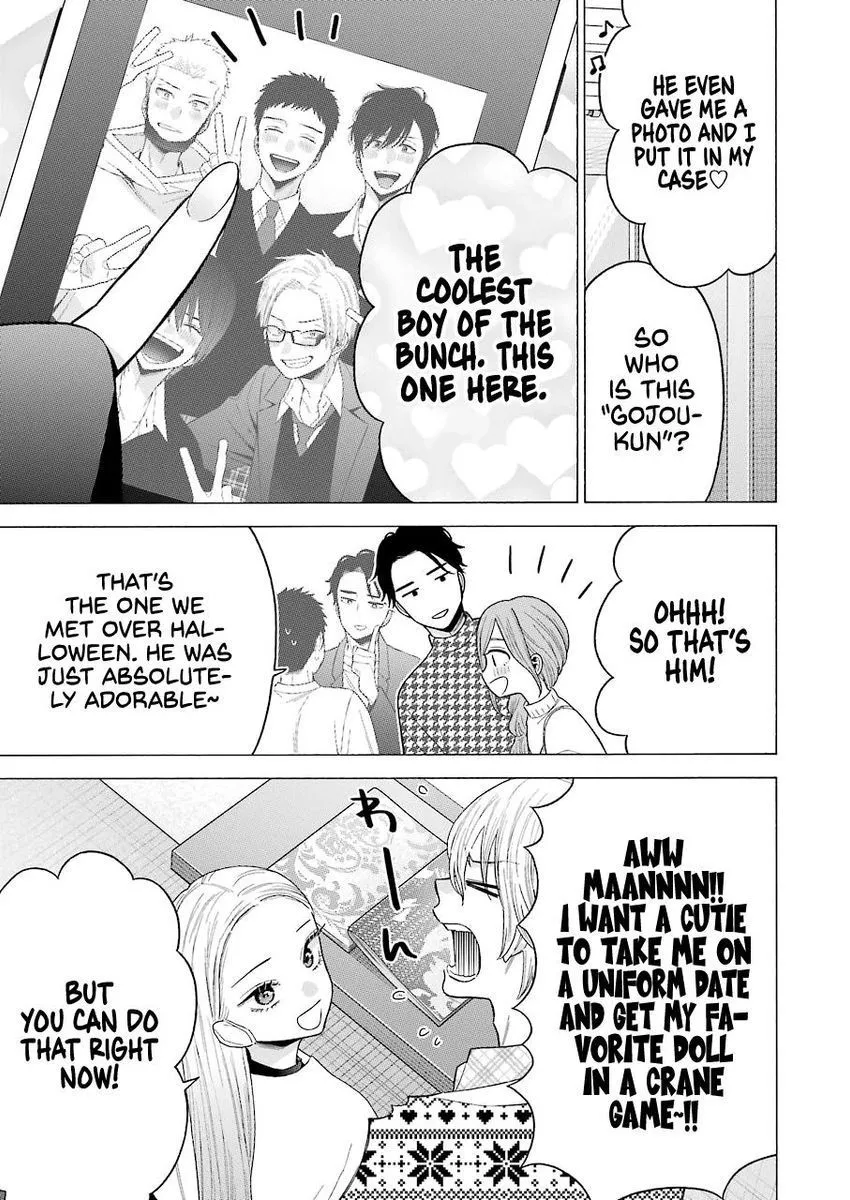 HE EVEN
GAVE ME A
PHOTO AND I
PUT IT IN MY
CASE♡
SO
WHO
IS THIS
"GOJOU-
KUN"?
THE
COOLEST
BOY OF THE
BUNCH. THIS
ONE HERE.
OHHH!
SO THAT'S
HIM!
THAT'S
THE ONE WE
MET OVER HAL-
LOWEEN. HE WAS
JUST ABSOLUTE-
LY ADORABLE~
AWW
MAANNNN!!
I WANT A CUTIE
TO TAKE ME ON
A UNIFORM DATE
AND GET MY FA-
VORITE DOLL
IN A CRANE
GAME~!!
わーん
BUT
YOU CAN DO
THAT RIGHT
NOW!